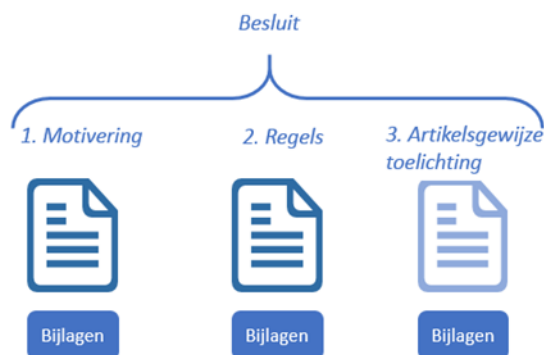 Besluit
1. Motivering
2. Regels
3. Artikelsgewijze
toelichting
Bijlagen
Bijlagen
Bijlagen